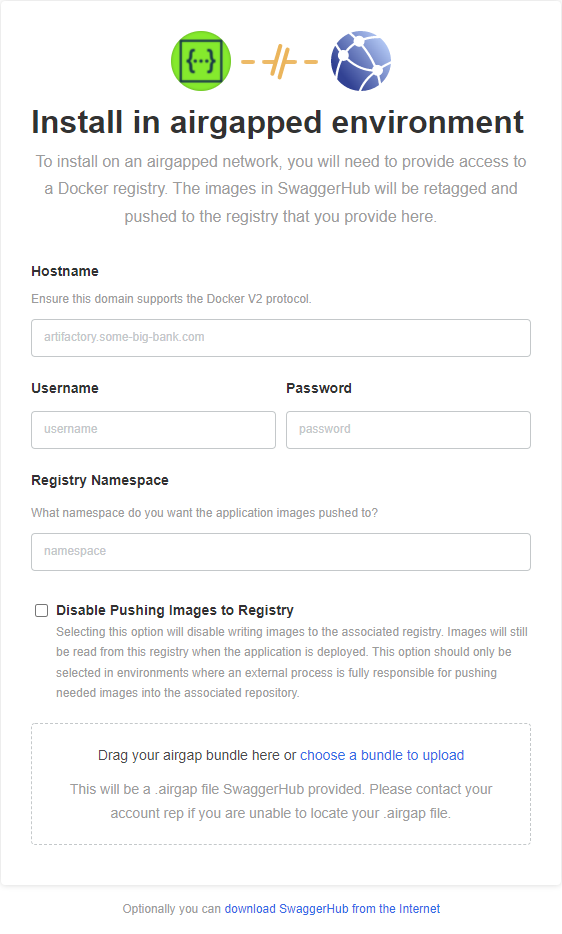 {··}
Install in airgapped environment
To install on an airgapped network, you will need to provide access to
a Docker registry. The images in SwaggerHub will be retagged and
pushed to the registry that you provide here.
Hostname
Ensure this domain supports the Docker V2 protocol.
artifactory.some-big-bank.com
Username
Password
username
password
Registry Namespace
What namespace do you want the application images pushed to?
namespace
Disable Pushing Images to Registry
Selecting this option will disable writing images to the associated registry. Images will still
be read from this registry when the application is deployed. This option should only be
selected in environments where an external process is fully responsible for pushing
needed images into the associated repository.
Drag your airgap bundle here or choose a bundle to upload
This will be a .airgap file SwaggerHub provided. Please contact your
account rep if you are unable to locate your .airgap file.
Optionally you can download SwaggerHub from the Internet